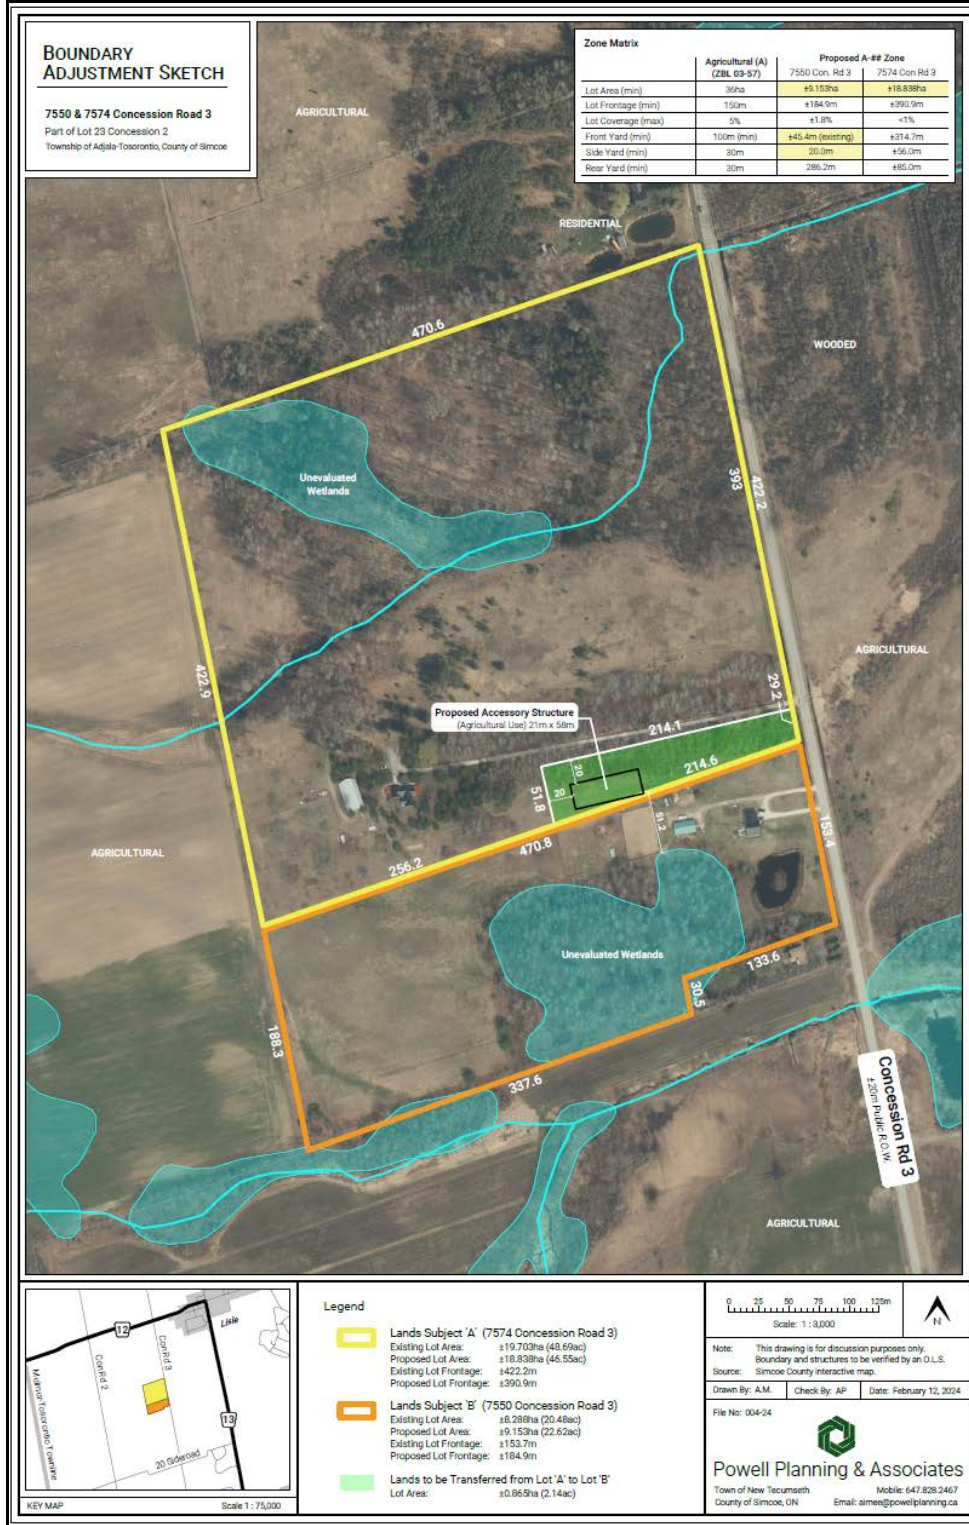 BOUNDARY
ADJUSTMENT SKETCH
7550 & 7574 Concession Road 3
Part of Lot 23 Concession 2
Township of Adjala-Tosorontio, County of Simcoe
Zone Matrix
Agricultural (A) (ZBL 03-57) Proposed A-## Zone
7550 Con. Rd 3 7574 Con Rd 3
Lot Area (min) 36ha ±9.153ha ±18.838ha
Lot Frontage (min) 150m ±184.9m ±390.9m
Lot Coverage (max) 5% ±1.8% <1%
Front Yard (min) 100m (min) ±45.4m (existing) ±314.7m
Side Yard (min) 30m 20.0m ±56.0m
Rear Yard (min) 30m 286.2m ±85.0m
AGRICULTURAL
RESIDENTIAL
WOODED
470.6
Unevaluated
Wetlands
393
422.2
422.9
AGRICULTURAL
29.2
Proposed Accessory Structure
(Agricultural Use) 21m x 58m
214.1
214.6
20
20
51.8
51.2
153.4
AGRICULTURAL
256.2
470.8
Unevaluated Wetlands
133.6
30.5
188.3
337.6
Concession Rd 3
±20m Public R.O.W.
AGRICULTURAL
12
Lisle
Con Rd 3
Con Rd 2
13
20 Sideroad
KEY MAP
Scale 1 : 75,000
Legend
Lands Subject 'A' (7574 Concession Road 3)
Existing Lot Area: ±19.703ha (48.69ac)
Proposed Lot Area: ±18.838ha (46.55ac)
Existing Lot Frontage: ±422.2m
Proposed Lot Frontage: ±390.9m
Lands Subject 'B' (7550 Concession Road 3)
Existing Lot Area: ±8.288ha (20.48ac)
Proposed Lot Area: ±9.153ha (22.62ac)
Existing Lot Frontage: ±153.7m
Proposed Lot Frontage: ±184.9m
Lands to be Transferred from Lot 'A' to Lot 'B'
Lot Area: ±0.865ha (2.14ac)
0 25 50 75 100 125m
Scale: 1 : 3,000
N
Note: This drawing is for discussion purposes only.
Boundary and structures to be verified by an O.L.S.
Source: Simcoe County interactive map.
Drawn By: A.M. Check By: AP Date: February 12, 2024
File No: 004-24
Powell Planning & Associates
Town of New Tecumseth Mobile: 647.828.2467
County of Simcoe, ON Email: aimee@powellplanning.ca